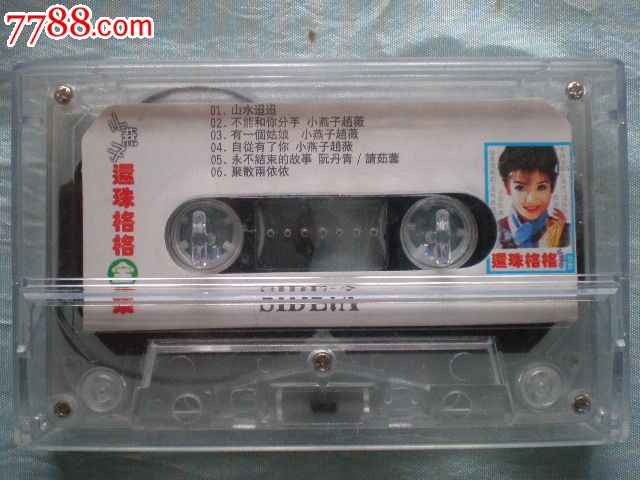 7788.com
01. 山水迢迢
02. 不能和你分手 小燕子趙薇
03. 有一個姑娘 小燕子趙薇
04. 自從有了你 小燕子趙薇
05. 永不結束的故事 阮丹青/請茹蕓
06. 聚散兩依依
還珠格格
還珠格格
SIDE:A